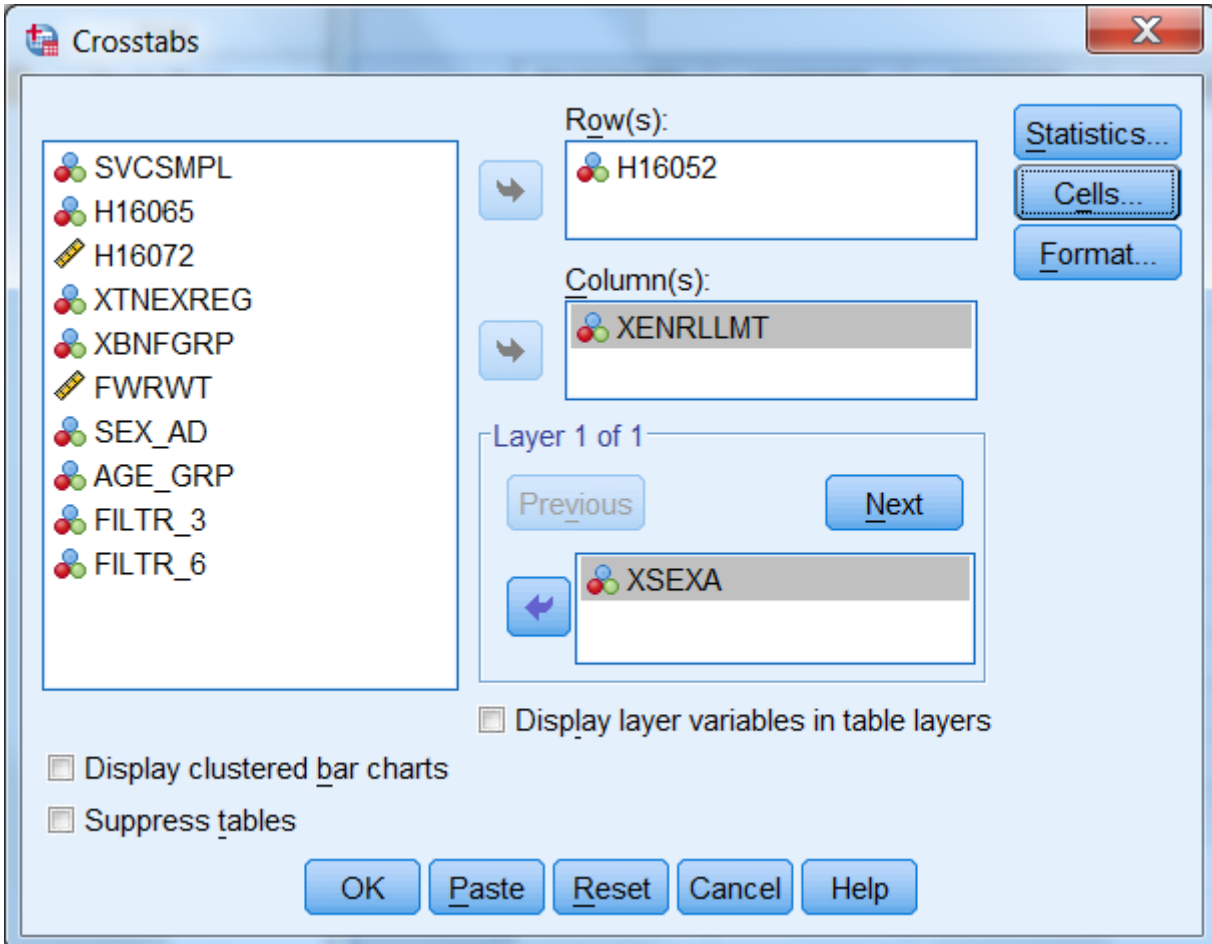 Crosstabs
X
SVCSMPL
H16065
H16072
XTNEXREG
XBNFGRP
FWRWT
SEX_AD
AGE_GRP
FILTR_3
FILTR_6
Row(s):
H16052
Column(s):
XENRLLMT
Layer 1 of 1
Previous
Next
XSEXA
Statistics...
Cells...
Format...
Display layer variables in table layers
Display clustered bar charts
Suppress tables
OK Paste Reset Cancel Help